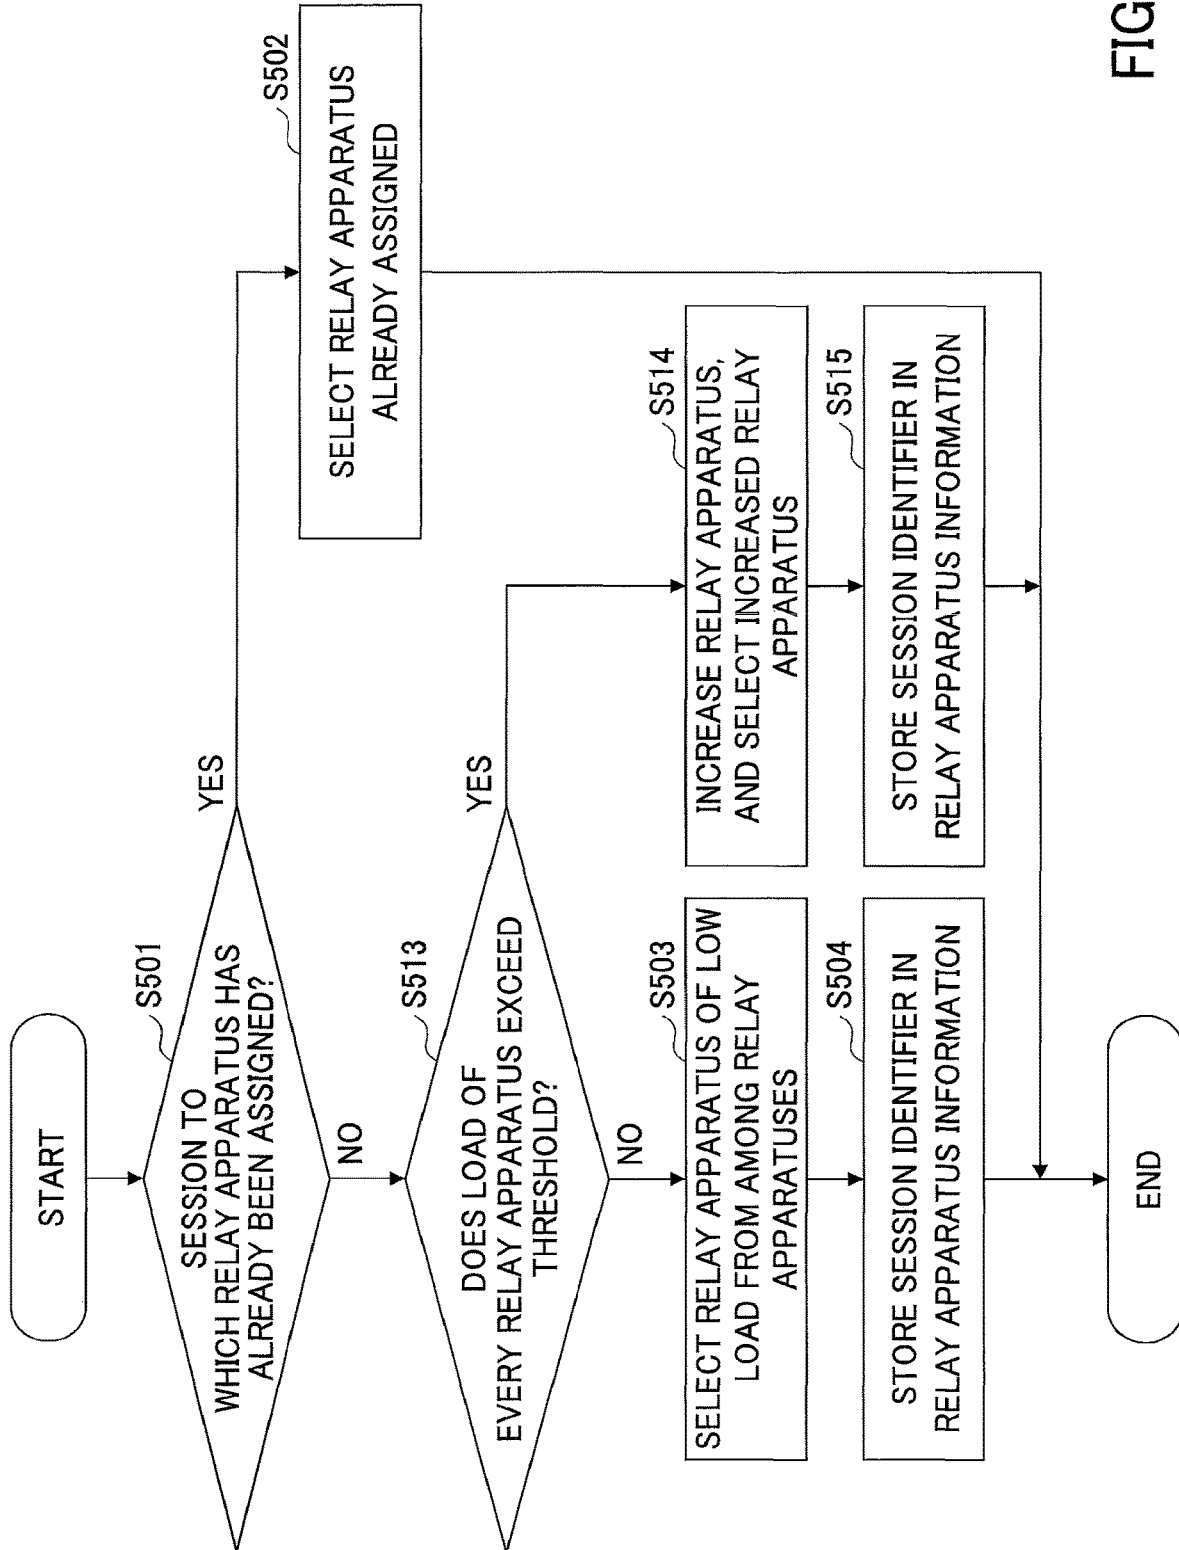 START
S501
SESSION TO
WHICH RELAY APPARATUS HAS
ALREADY BEEN ASSIGNED?
YES
NO
S502
SELECT RELAY APPARATUS
ALREADY ASSIGNED
S513
DOES LOAD OF
EVERY RELAY APPARATUS EXCEED
THRESHOLD?
YES
NO
S503
SELECT RELAY APPARATUS OF LOW
LOAD FROM AMONG RELAY
APPARATUSES
S514
INCREASE RELAY APPARATUS,
AND SELECT INCREASED RELAY
APPARATUS
S504
STORE SESSION IDENTIFIER IN
RELAY APPARATUS INFORMATION
S515
STORE SESSION IDENTIFIER IN
RELAY APPARATUS INFORMATION
END
FIG